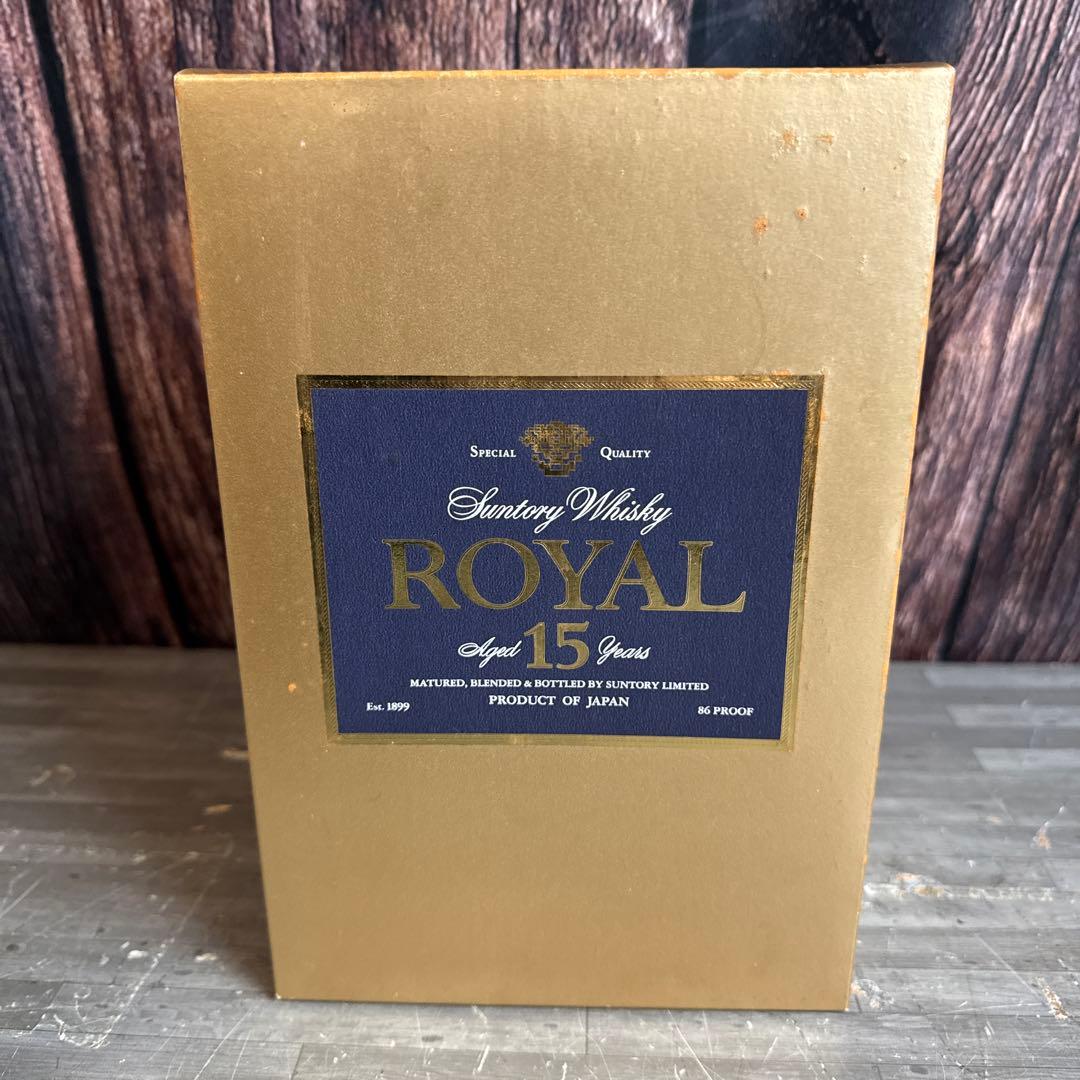 SPECIAL QUALITY
Suntory Whisky
ROYAL
Aged 15 Years
MATURED, BLENDED & BOTTLED BY SUNTORY LIMITED
PRODUCT OF JAPAN
Est. 1899
86 PROOF